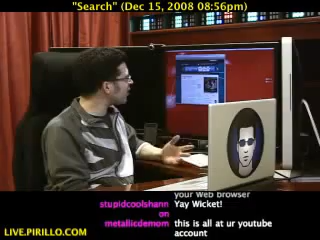 "Search" (Dec 15, 2008 08:56pm)
your Web browser
stupidcoolshann Yay Wicket!
on
metallicdemom this is all at ur youtube
account
LIVE.PIRILLO.COM